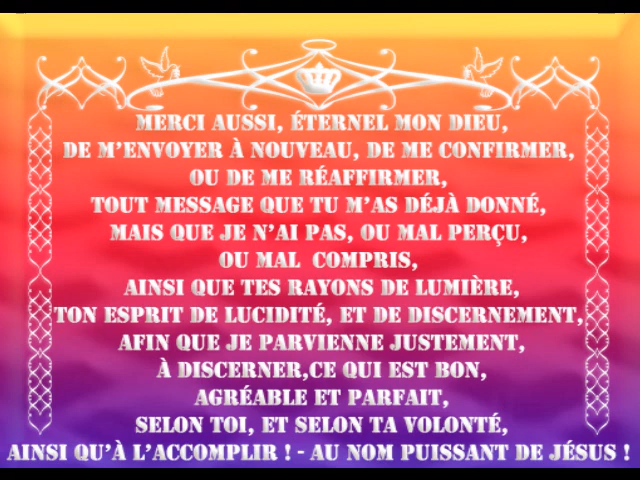 MERCI AUSSI, ÉTERNEL MON DIEU,
DE M'ENVOYER À NOUVEAU, DE ME CONFIRMER,
OU DE ME RÉAFFIRMER,
TOUT MESSAGE QUE TU M'AS DÉJÀ DONNÉ,
MAIS QUE JE N'AI PAS, OU MAL PERÇU,
OU MAL COMPRIS,
AINSI QUE TES RAYONS DE LUMIÈRE,
TON ESPRIT DE LUCIDITÉ, ET DE DISCERNEMENT,
AFIN QUE JE PARVIENNE JUSTEMENT,
À DISCERNER,CE QUI EST BON,
AGRÉABLE ET PARFAIT,
SELON TOI, ET SELON TA VOLONTÉ,
AINSI QU'À L'ACCOMPLIR ! - AU NOM PUISSANT DE JÉSUS !